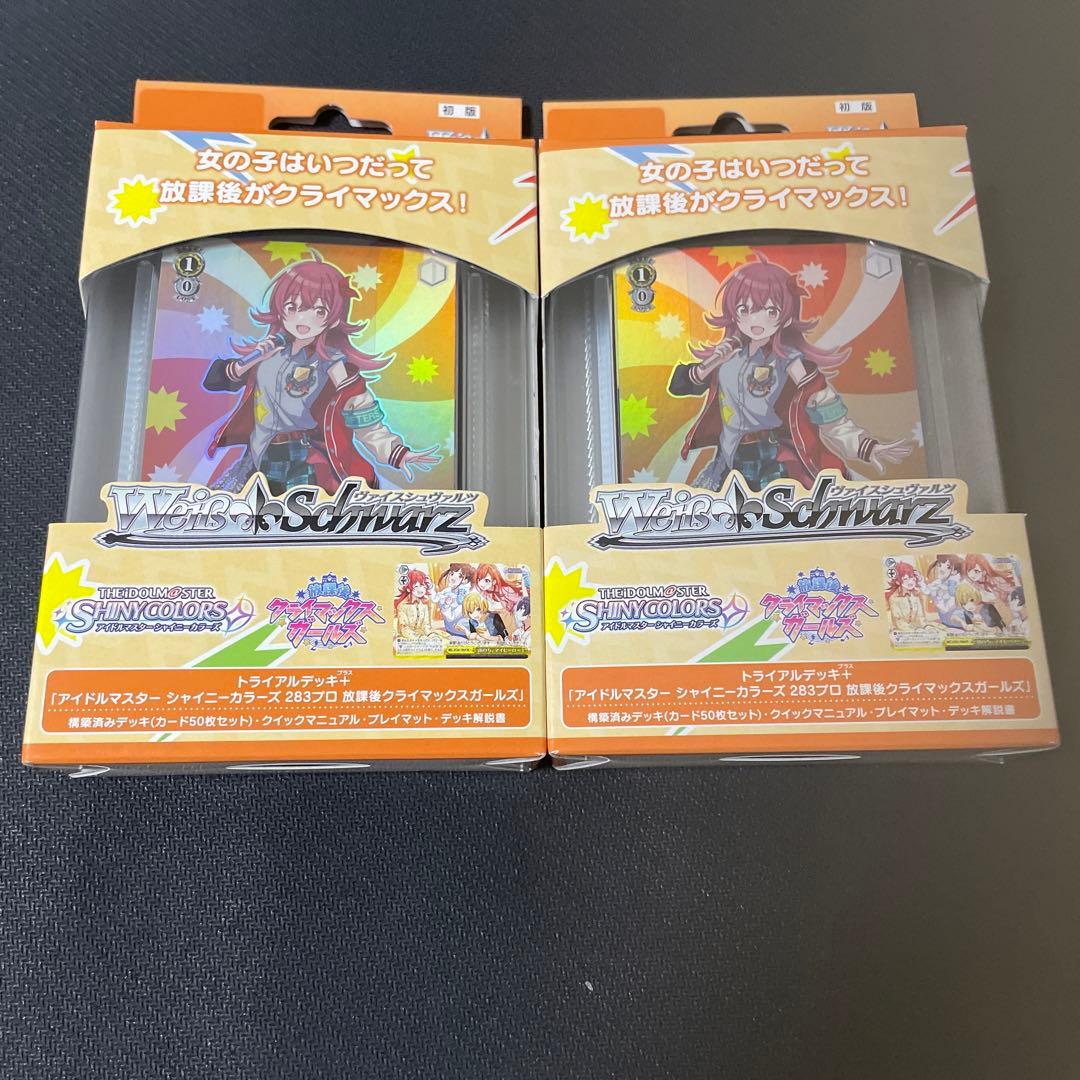 初版
女の子はいつだって
放課後がクライマックス!
1
0
TERS
ヴァイスシュヴァルツ
Weiß Schwarz
THE IDOLM@STER
SHINY COLORS
アイドルマスターシャイニーカラーズ
放課後
クライマックス
ガールズ
プラス
トライアルデッキ+
「アイドルマスター シャイニーカラーズ 283プロ 放課後クライマックスガールズ」
構築済みデッキ(カード50枚セット)・クイックマニュアル・プレイマット・デッキ解説書
初版
女の子はいつだって
放課後がクライマックス!
1
0
ヴァイスシュヴァルツ
Weiß Schwarz
THE IDOLM@STER
SHINY COLORS
アイドルマスターシャイニーカラーズ
放課後
クライマックス
ガールズ
プラス
トライアルデッキ+
「アイドルマスター シャイニーカラーズ 283プロ 放課後クライマックスガールズ」
構築済みデッキ(カード50枚セット)・クイックマニュアル・プレイマット・デッキ解説書